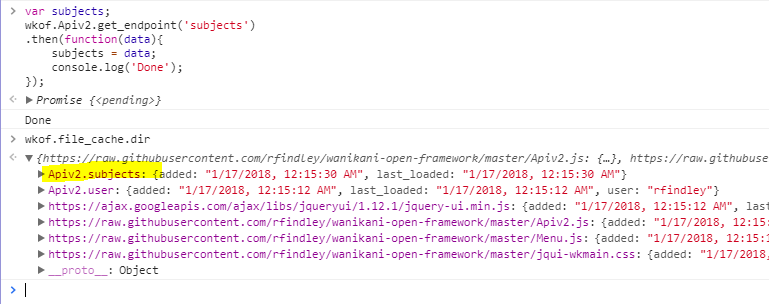 > var subjects;
wkof.Apiv2.get_endpoint('subjects')
.then(function(data){
    subjects = data;
    console.log('Done');
});
Promise {<pending>}
Done
> wkof.file_cache.dir
{https://raw.githubusercontent.com/rfindley/wanikani-open-framework/master/Apiv2.js: {…}, https://raw.githubuse
Apiv2.subjects: {added: "1/17/2018, 12:15:30 AM", last_loaded: "1/17/2018, 12:15:30 AM"}
Apiv2.user: {added: "1/17/2018, 12:15:12 AM", last_loaded: "1/17/2018, 12:15:12 AM", user: "rfindley"}
https://ajax.googleapis.com/ajax/libs/jqueryui/1.12.1/jquery-ui.min.js: {added: "1/17/2018, 12:15:12 AM", last
https://raw.githubusercontent.com/rfindley/wanikani-open-framework/master/Apiv2.js: {added: "1/17/2018, 12:15:1
https://raw.githubusercontent.com/rfindley/wanikani-open-framework/master/Menu.js: {added: "1/17/2018, 12:15:12
https://raw.githubusercontent.com/rfindley/wanikani-open-framework/master/jqui-wkmain.css: {added: "1/17/2018,
__proto__: Object
>